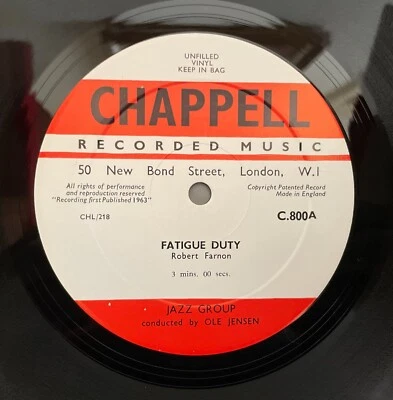 UNFILLED
VINYL
KEEP IN BAG
CHAPPELL
RECORDED MUSIC
50 New Bond Street, London, W.1
All rights of performance
and reproduction reserved.
"Recording first Published 1963"
Copyright Patented Record
Made in England
CHL/218
C.800A
FATIGUE DUTY
Robert Farnon
3 mins. 00 secs.
JAZZ GROUP
conducted by OLE JENSEN